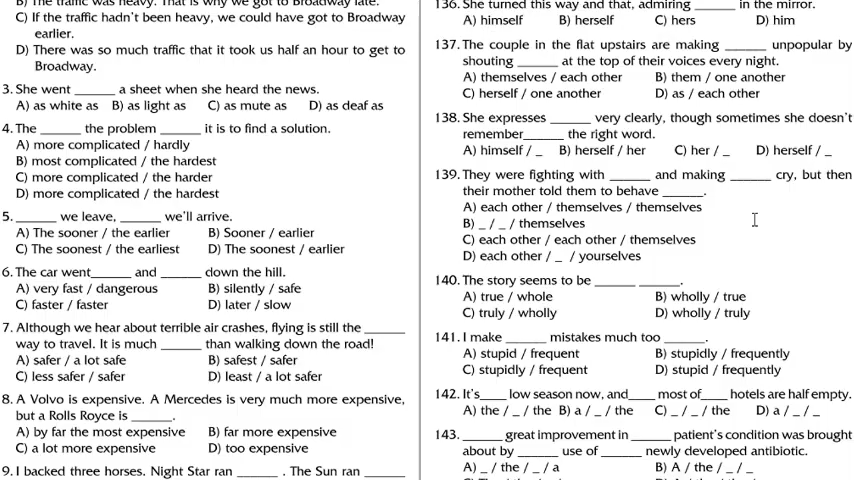 B) The traffic was heavy. That is why we got to Broadway late.
C) If the traffic hadn't been heavy, we could have got to Broadway
earlier.
D) There was so much traffic that it took us half an hour to get to
Broadway.
3. She went ______ a sheet when she heard the news.
A) as white as B) as light as C) as mute as D) as deaf as
4. The ______ the problem ______ it is to find a solution.
A) more complicated / hardly
B) most complicated / the hardest
C) more complicated / the harder
D) more complicated / the hardest
5. ______ we leave, ______ we'll arrive.
A) The sooner / the earlier B) Sooner / earlier
C) The soonest / the earliest D) The soonest / earlier
6. The car went______ and ______ down the hill.
A) very fast / dangerous B) silently / safe
C) faster / faster D) later / slow
7. Although we hear about terrible air crashes, flying is still the ______
way to travel. It is much ______ than walking down the road!
A) safer / a lot safe B) safest / safer
C) less safer / safer D) least / a lot safer
8. A Volvo is expensive. A Mercedes is very much more expensive,
but a Rolls Royce is ______.
A) by far the most expensive B) far more expensive
C) a lot more expensive D) too expensive
9. I backed three horses. Night Star ran ______ . The Sun ran ______
136. She turned this way and that, admiring ______ in the mirror.
A) himself B) herself C) hers D) him
137. The couple in the flat upstairs are making ______ unpopular by
shouting ______ at the top of their voices every night.
A) themselves / each other B) them / one another
C) herself / one another D) as / each other
138. She expresses ______ very clearly, though sometimes she doesn't
remember______ the right word.
A) himself / _ B) herself / her C) her / _ D) herself / _
139. They were fighting with ______ and making ______ cry, but then
their mother told them to behave ______.
A) each other / themselves / themselves
B) _ / _ / themselves
C) each other / each other / themselves
D) each other / _ / yourselves
140. The story seems to be ______ ______.
A) true / whole B) wholly / true
C) truly / wholly D) wholly / truly
141. I make ______ mistakes much too ______.
A) stupid / frequent B) stupidly / frequently
C) stupidly / frequent D) stupid / frequently
142. It's____ low season now, and____ most of____ hotels are half empty.
A) the / _ / the B) a / _ / the C) _ / _ / the D) a / _ / _
143. ______ great improvement in ______ patient's condition was brought
about by ______ use of ______ newly developed antibiotic.
A) _ / the / _ / a B) A / the / _ / _